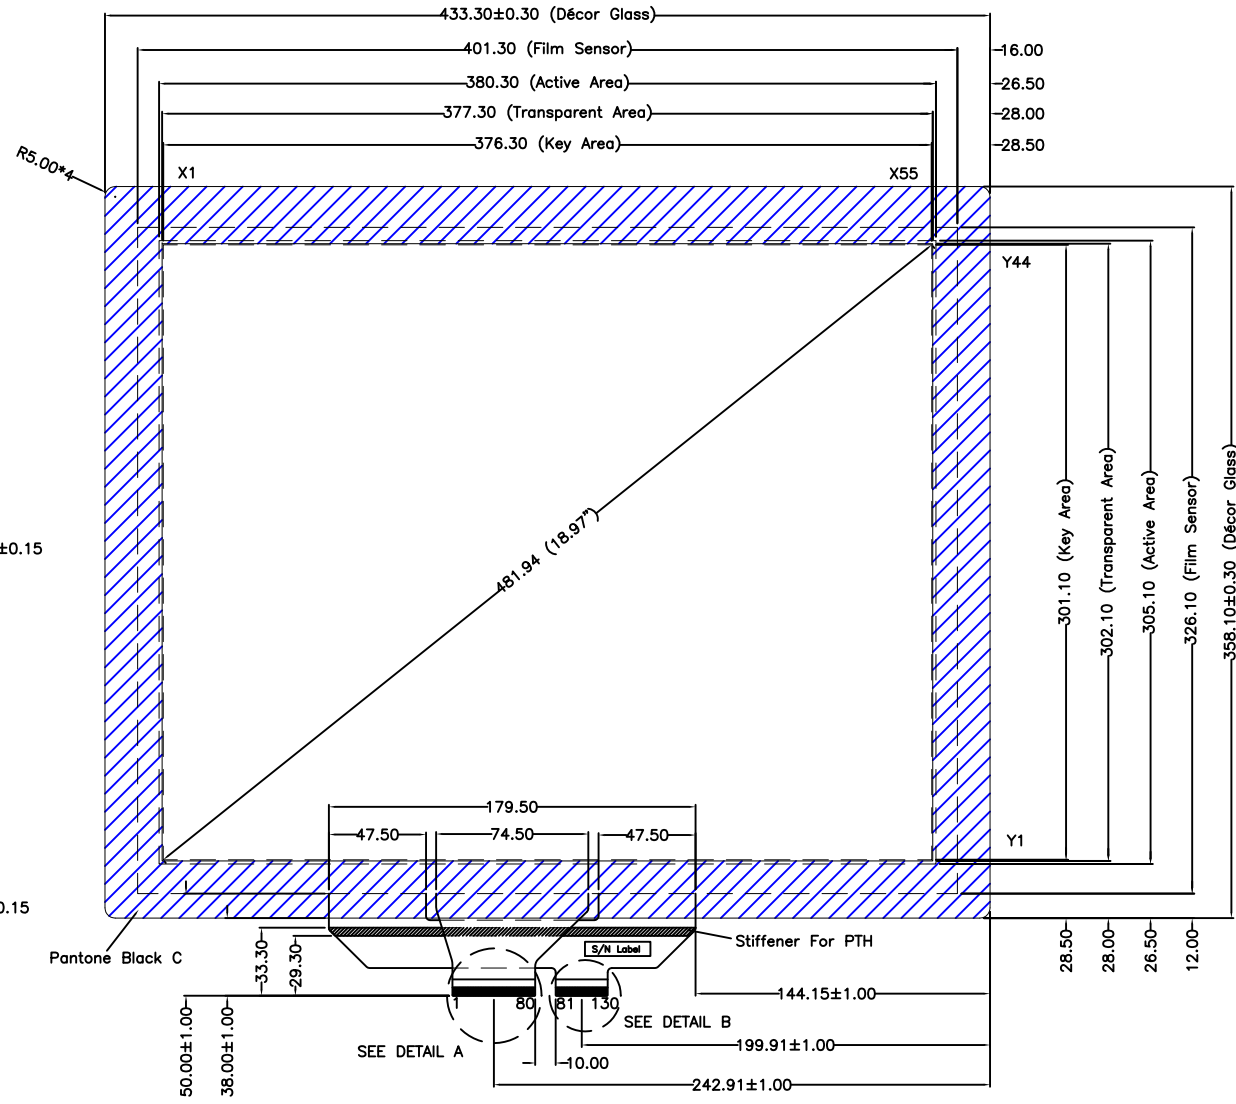 433.30±0.30 (Décor Glass)
401.30 (Film Sensor)
16.00
380.30 (Active Area)
26.50
377.30 (Transparent Area)
28.00
376.30 (Key Area)
28.50
R5.00*4
X1
X55
Y44
481.94 (18.97")
±0.15
301.10 (Key Area)
302.10 (Transparent Area)
305.10 (Active Area)
326.10 (Film Sensor)
358.10±0.30 (Décor Glass)
179.50
47.50
74.50
47.50
Y1
0.15
Pantone Black C
33.30
29.30
S/N Label
Stiffener For PTH
28.50
28.00
26.50
12.00
1
80
81
130
144.15±1.00
SEE DETAIL B
SEE DETAIL A
199.91±1.00
10.00
50.00±1.00
38.00±1.00
242.91±1.00